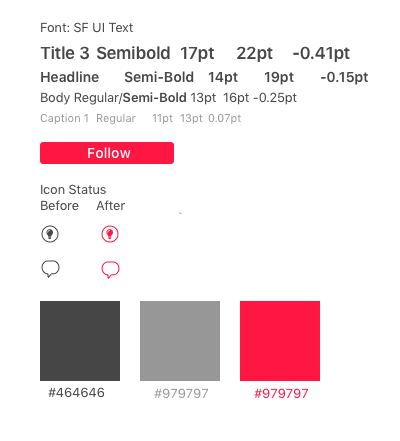 Font: SF UI Text
Title 3 Semibold 17pt 22pt -0.41pt
Headline Semi-Bold 14pt 19pt -0.15pt
Body Regular/Semi-Bold 13pt 16pt -0.25pt
Caption 1 Regular 11pt 13pt 0.07pt
Follow
Icon Status
Before After
#464646 #979797 #979797